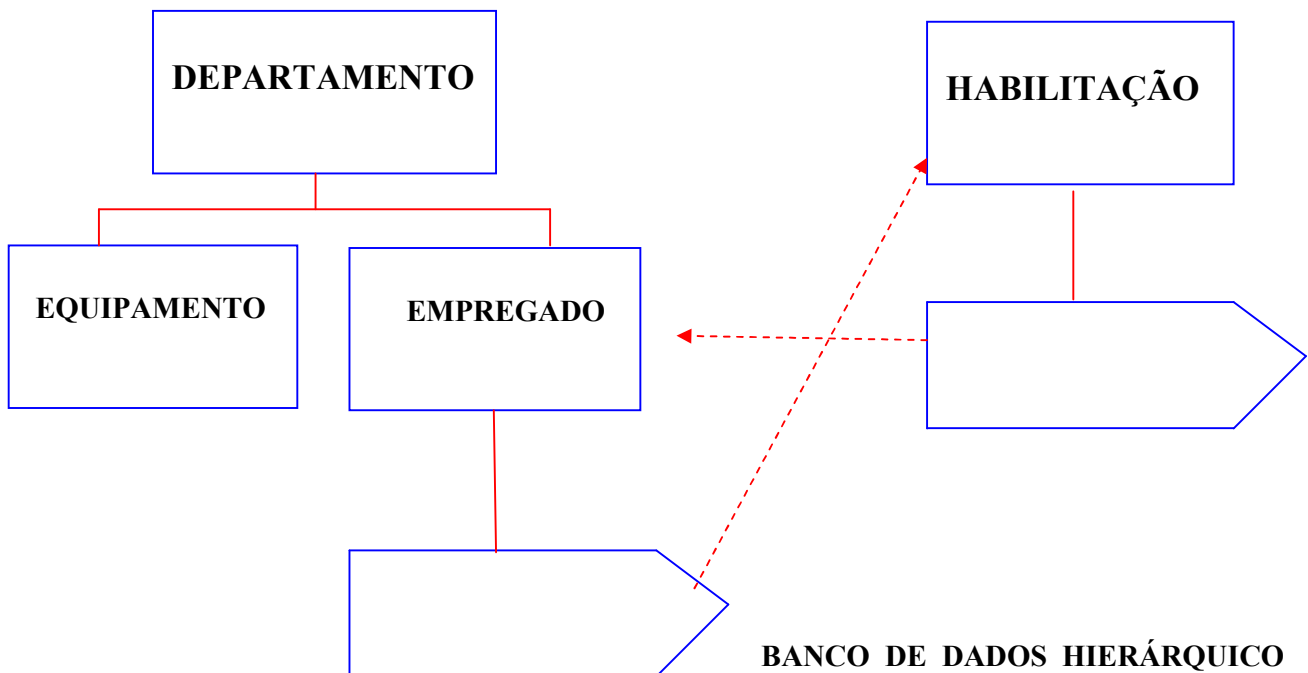 DEPARTAMENTO
HABILITAÇÃO
EQUIPAMENTO
EMPREGADO
BANCO DE DADOS HIERÁRQUICO